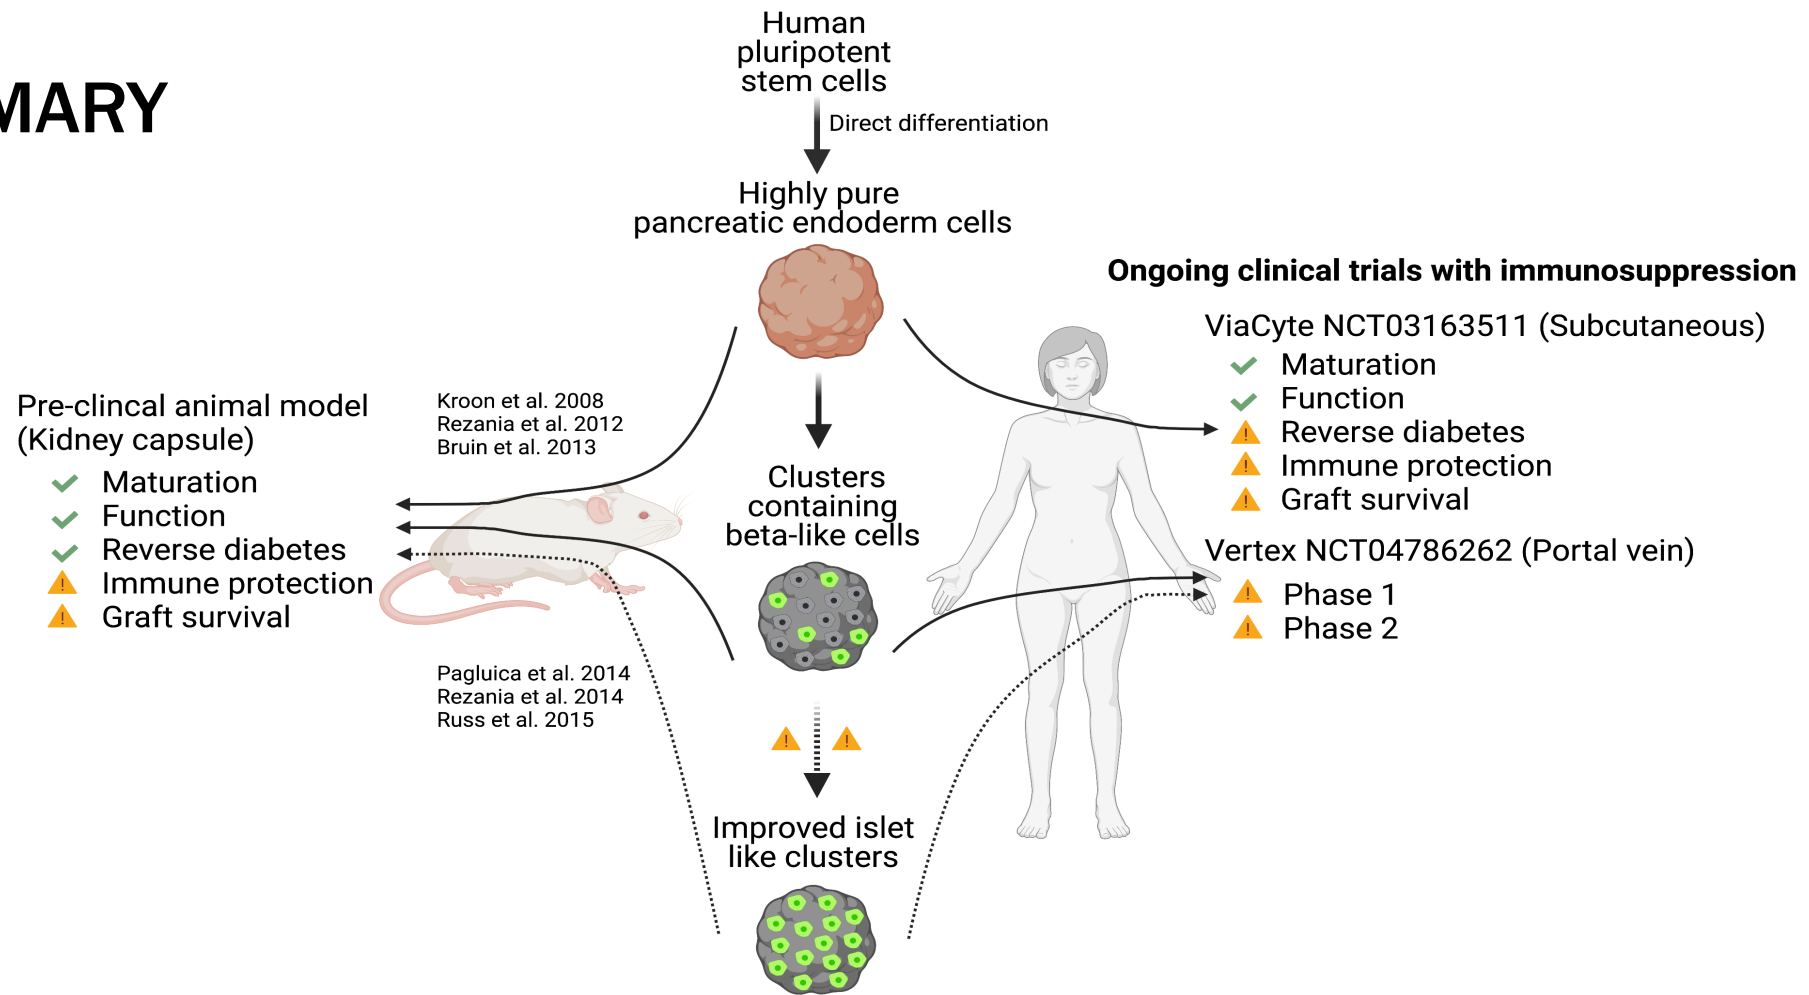 MARY
Human
pluripotent
stem cells
Direct differentiation
Highly pure
pancreatic endoderm cells
Ongoing clinical trials with immunosuppression
ViaCyte NCT03163511 (Subcutaneous)
Maturation
Function
Reverse diabetes
Immune protection
Graft survival
Kroon et al. 2008
Rezania et al. 2012
Bruin et al. 2013
Pre-clincal animal model
(Kidney capsule)
Maturation
Function
Reverse diabetes
Immune protection
Graft survival
Clusters
containing
beta-like cells
Vertex NCT04786262 (Portal vein)
Phase 1
Phase 2
Pagluica et al. 2014
Rezania et al. 2014
Russ et al. 2015
Improved islet
like clusters